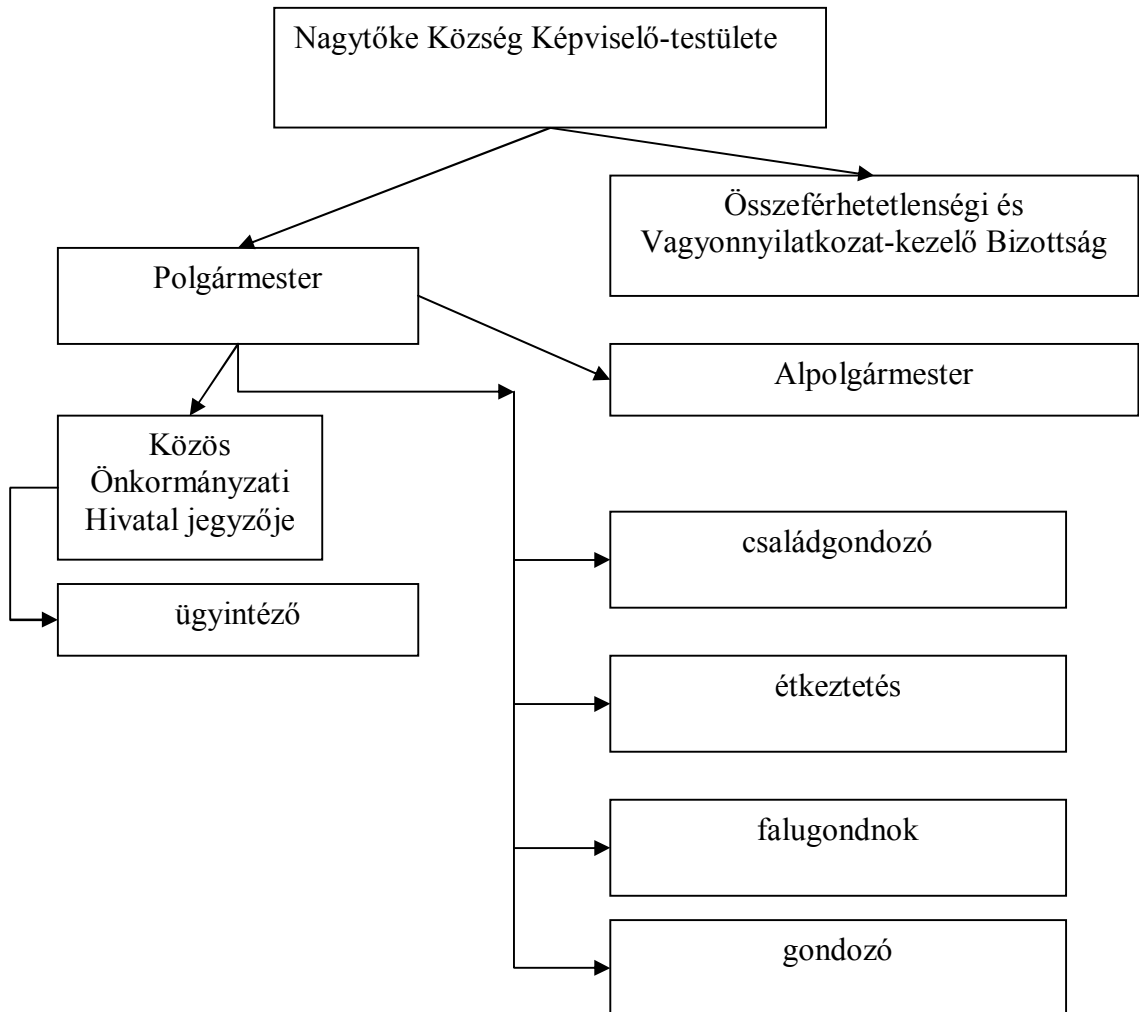 Nagytőke Község Képviselő-testülete
Összeférhetetlenségi és
Vagyonnyilatkozat-kezelő Bizottság
Polgármester
Alpolgármester
Közös
Önkormányzati
Hivatal jegyzője
családgondozó
ügyintéző
étkeztetés
falugondnok
gondozó